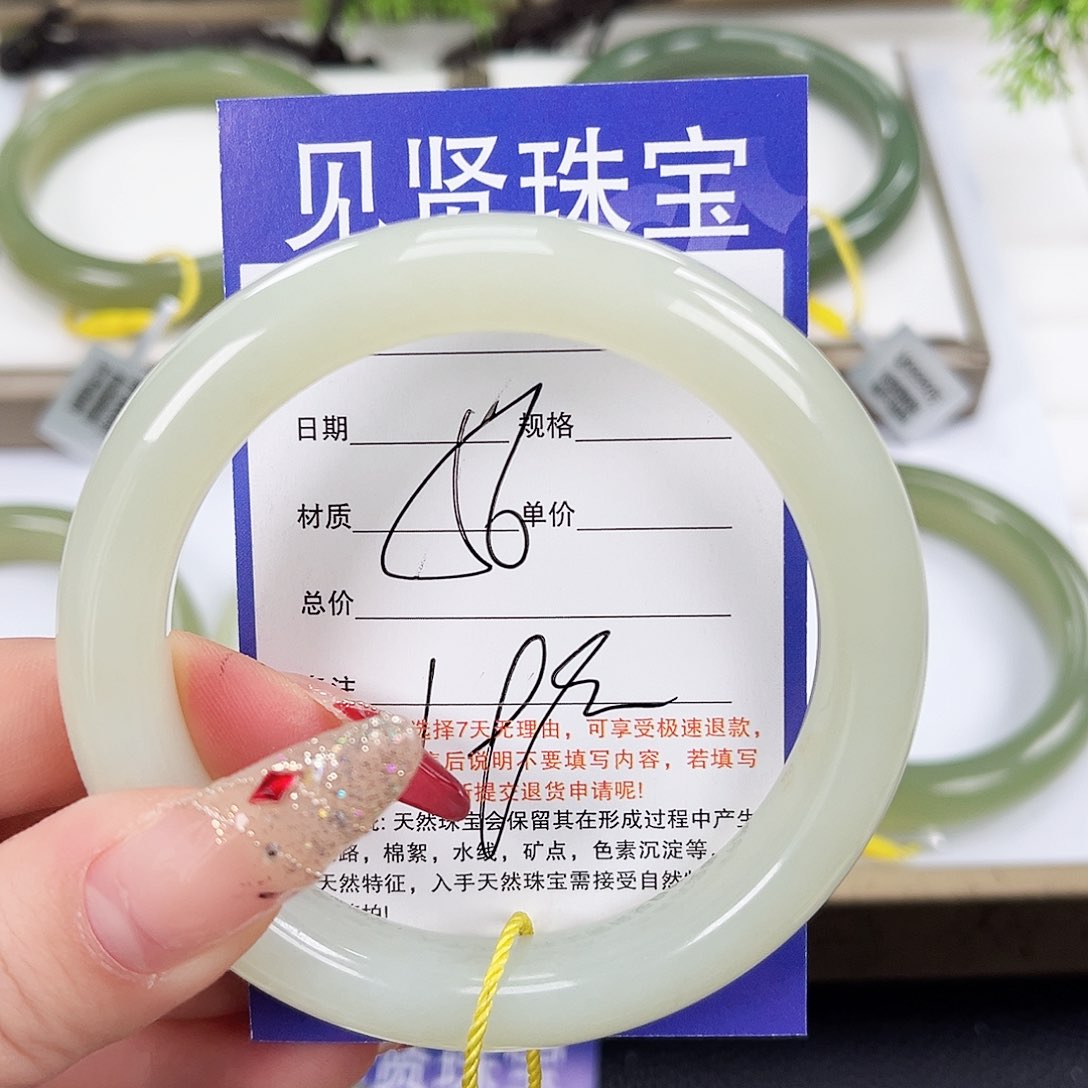 见贤珠宝
日期 规格
材质 单价
总价
选择7天无理由，可享受极速退款，
后说明不要填写内容，若填写
提交退货申请呢!
: 天然珠宝会保留其在形成过程中产生
路，棉絮，水线，矿点，色素沉淀等。
天然特征，入手天然珠宝需接受自然
贤珠宝